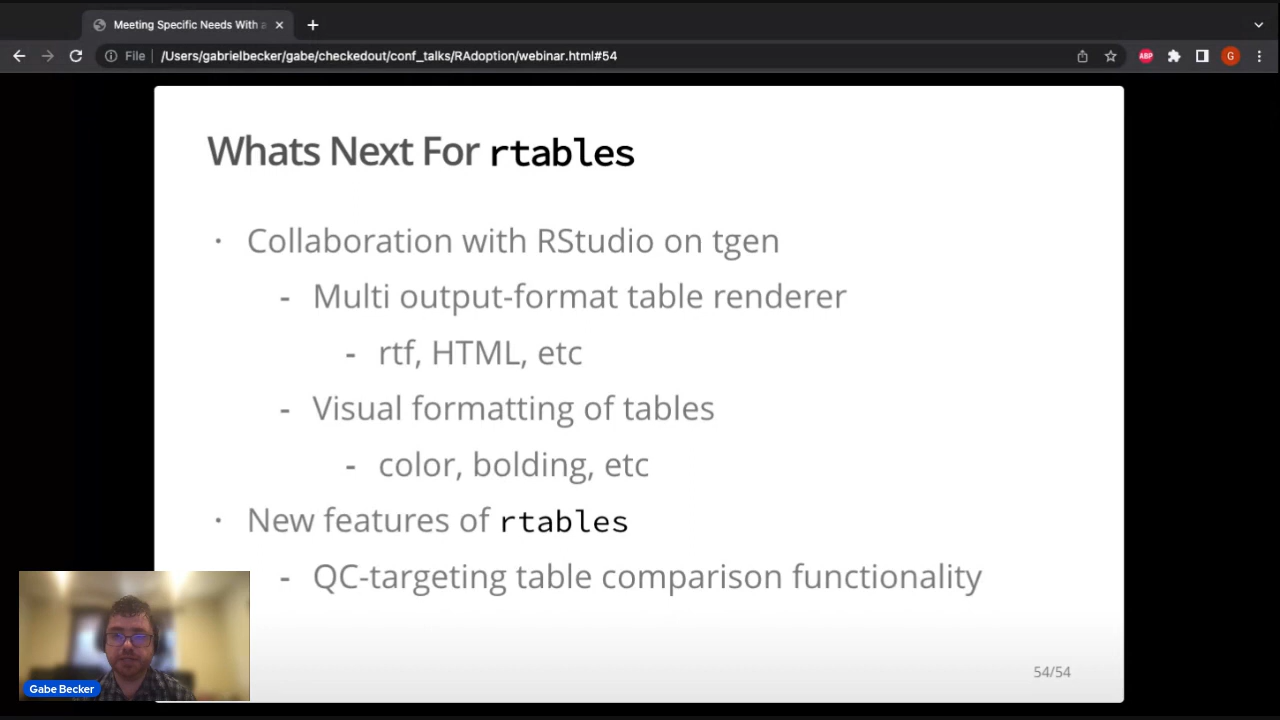 Meeting Specific Needs With a
File /Users/gabrielbecker/gabe/checkedout/conf_talks/RAdoption/webinar.html#54
ABP
G
Whats Next For rtables
· Collaboration with RStudio on tgen
- Multi output-format table renderer
- rtf, HTML, etc
- Visual formatting of tables
- color, bolding, etc
· New features of rtables
- QC-targeting table comparison functionality
54/54
Gabe Becker